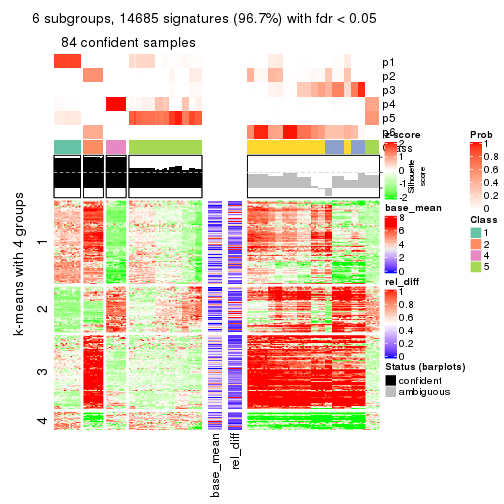 6 subgroups, 14685 signatures (96.7%) with fdr < 0.05
84 confident samples
p1
p2
p3
p4
p5
p6
Class
Silhouette score
k-means with 4 groups
1
2
3
4
base_mean
rel_diff
z-score
2
1
0
-1
-2
base_mean
8
6
4
2
0
rel_diff
1
0.8
0.6
0.4
0.2
0
Status (barplots)
confident
ambiguous
Prob
1
0.8
0.6
0.4
0.2
0
Class
1
2
4
5